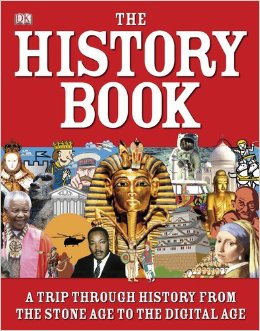 DK
THE
HISTORY
BOOK
A TRIP THROUGH HISTORY FROM
THE STONE AGE TO THE DIGITAL AGE